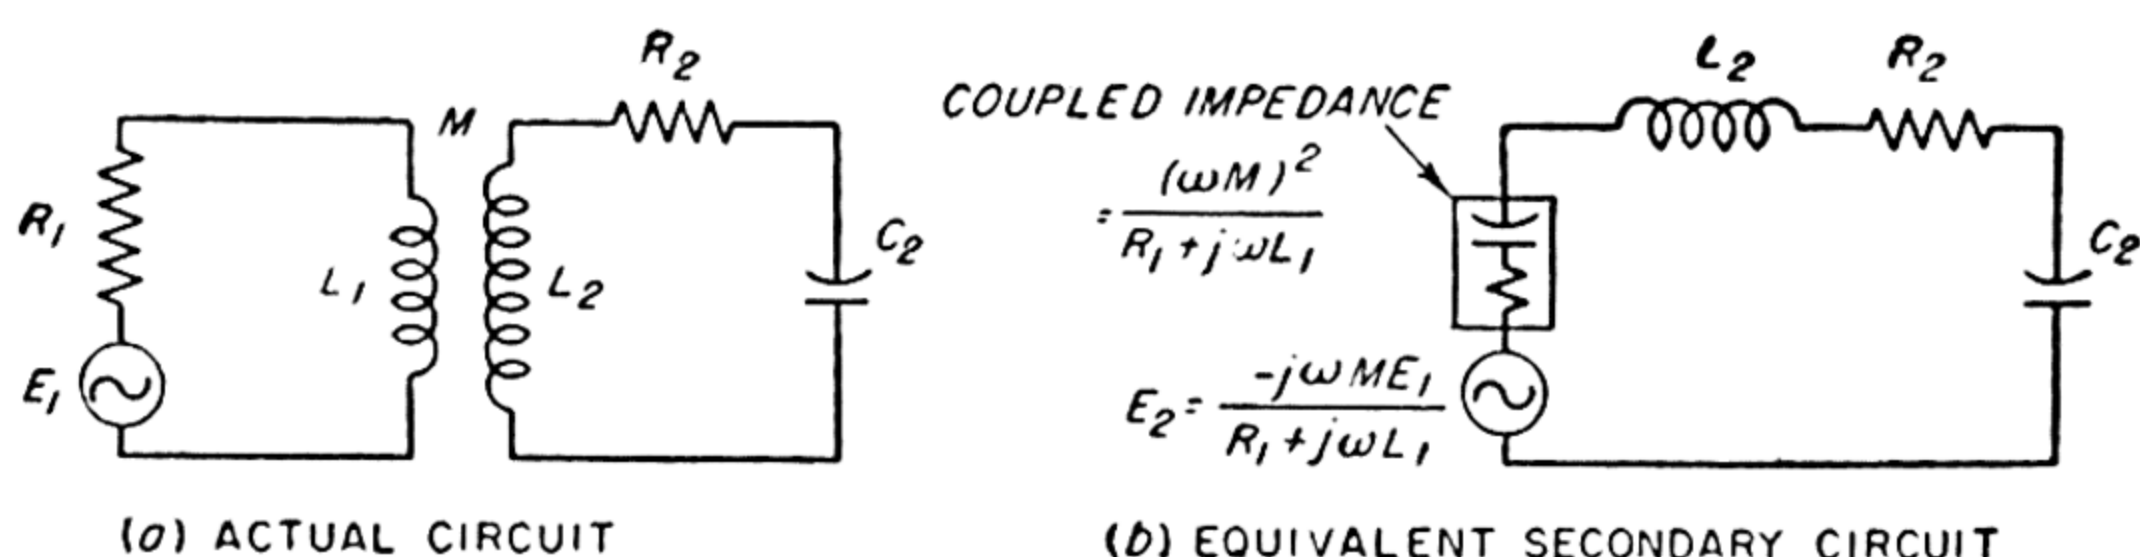 R₁
E₁
L₁
M
L₂
R₂
C₂
(a) ACTUAL CIRCUIT
COUPLED IMPEDANCE
= (ωM)² / R₁ + jωL₁
E₂ = -jωME₁ / R₁ + jωL₁
L₂
R₂
C₂
(b) EQUIVALENT SECONDARY CIRCUIT